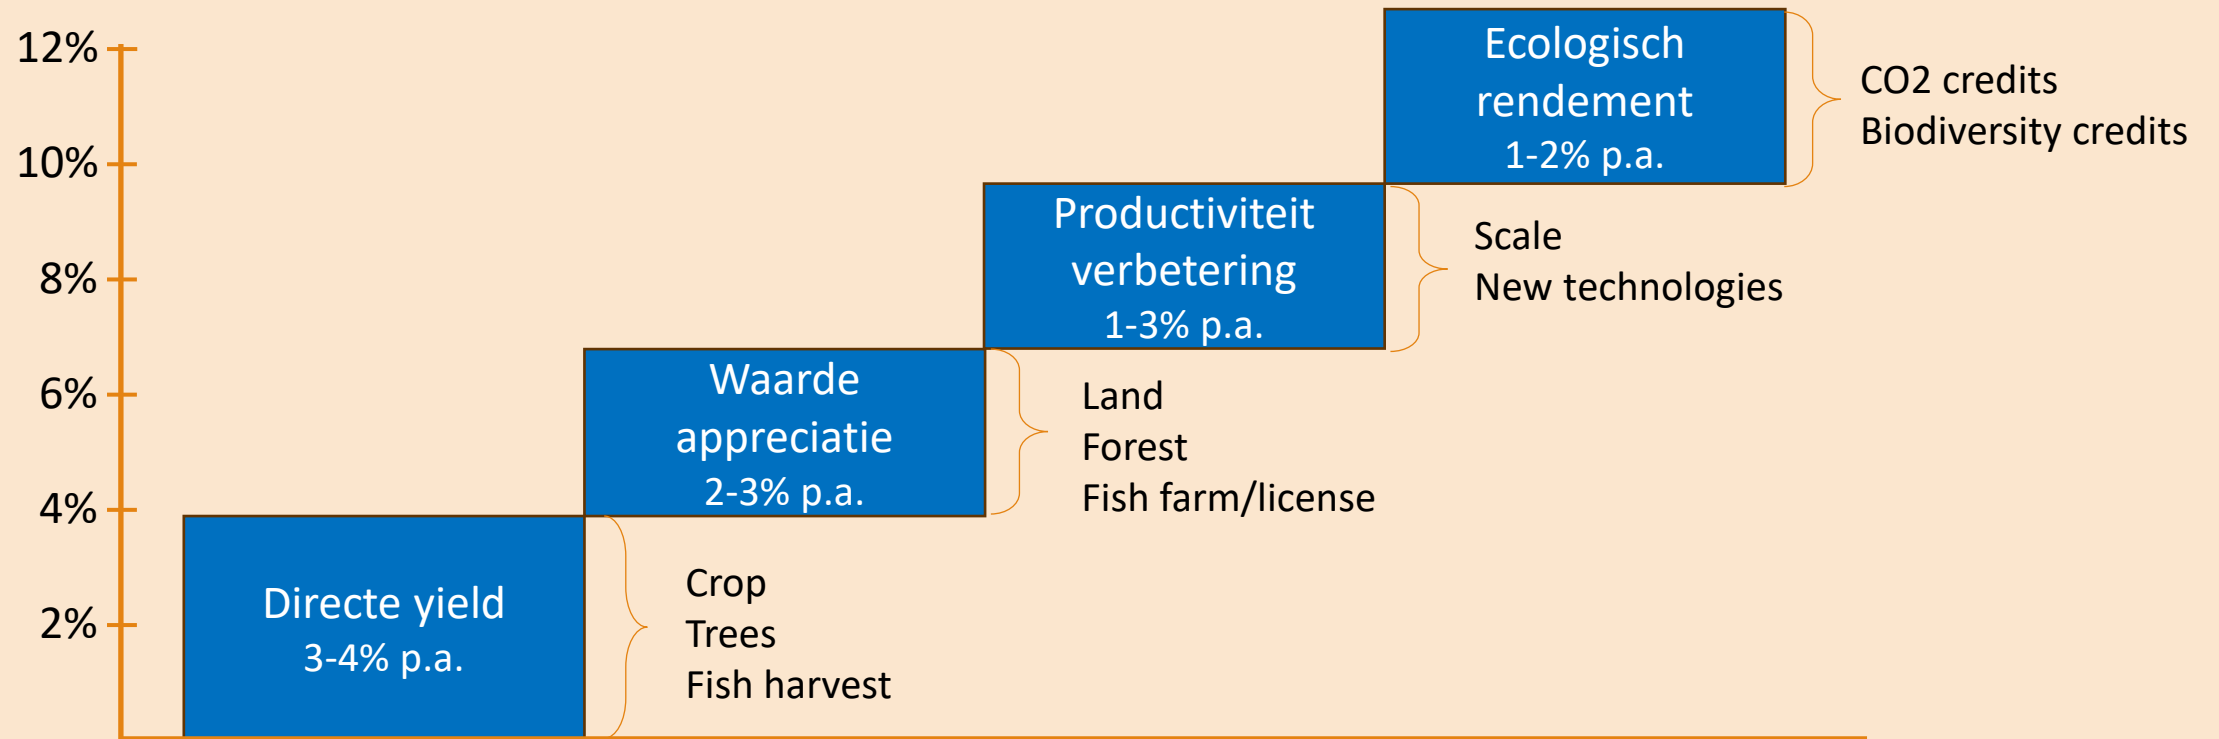 12%
10%
8%
6%
4%
2%
Directe yield
3-4% p.a.
Crop
Trees
Fish harvest
Waarde
appreciatie
2-3% p.a.
Land
Forest
Fish farm/license
Productiviteit
verbetering
1-3% p.a.
Scale
New technologies
Ecologisch
rendement
1-2% p.a.
CO2 credits
Biodiversity credits